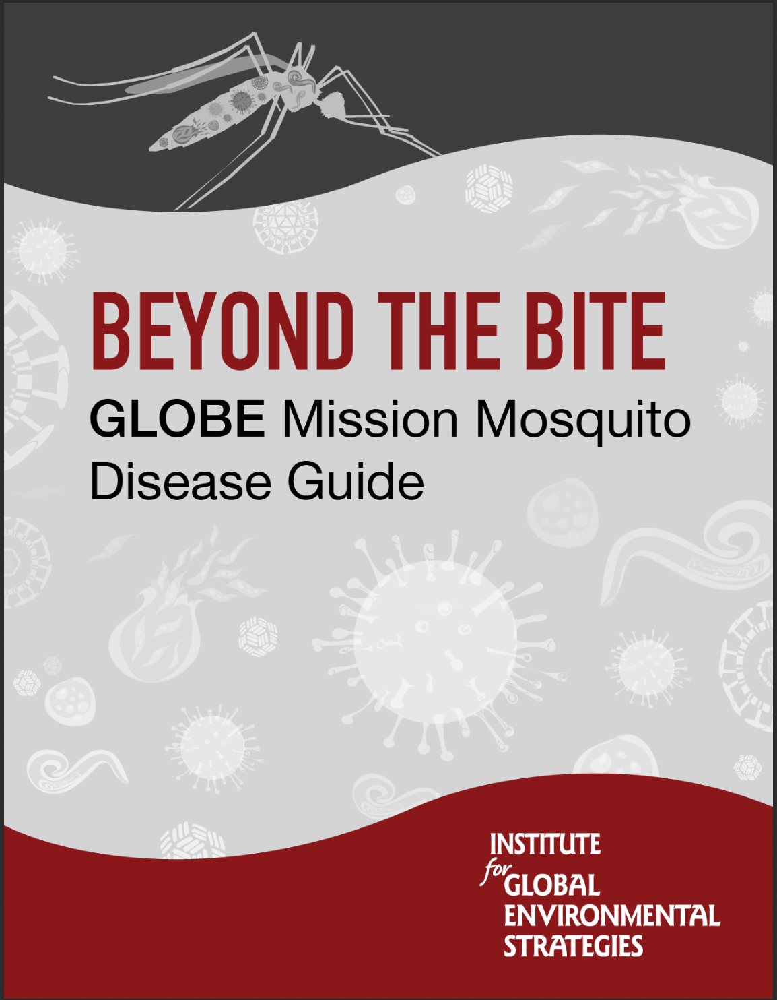 BEYOND THE BITE
GLOBE Mission Mosquito
Disease Guide
INSTITUTE
for
GLOBAL
ENVIRONMENTAL
STRATEGIES